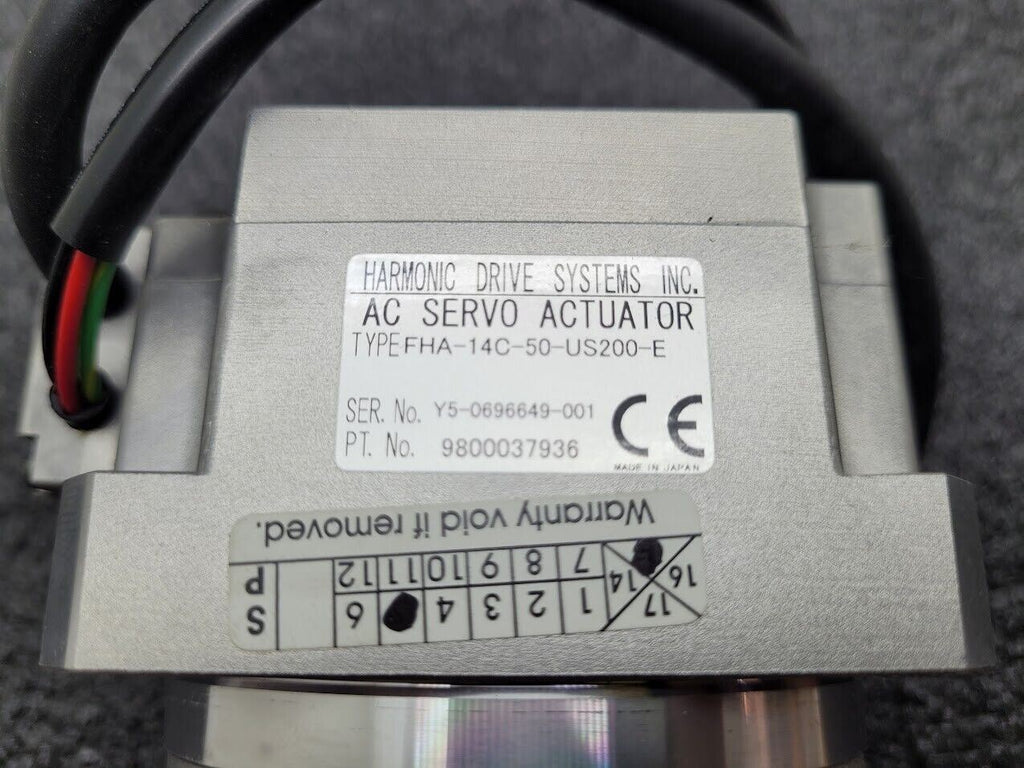 HARMONIC DRIVE SYSTEMS INC.
AC SERVO ACTUATOR
TYPE FHA-14C-50-US200-E
SER. No. Y5-0696649-001
PT. No. 9800037936
CE
MADE IN JAPAN
17 16 14
1 2 3 4 6 S
7 8 9 10 11 12 P
Warranty void if removed.